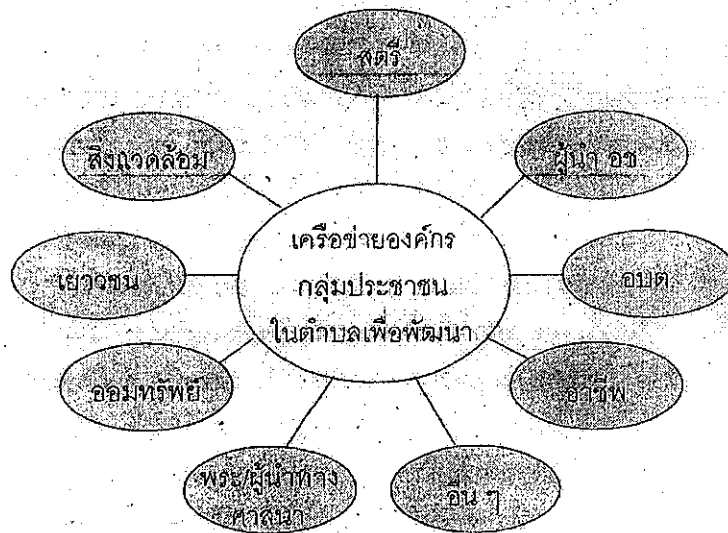 สตรี
สิ่งแวดล้อม
ผู้นำ อช
เครือข่ายองค์กร
กลุ่มประชาชน
ในตำบลเพื่อพัฒนา
เยาวชน
อบต.
ออมทรัพย์
อาชีพ
พระ/ผู้นำทาง
ศาสนา
อื่น ๆ